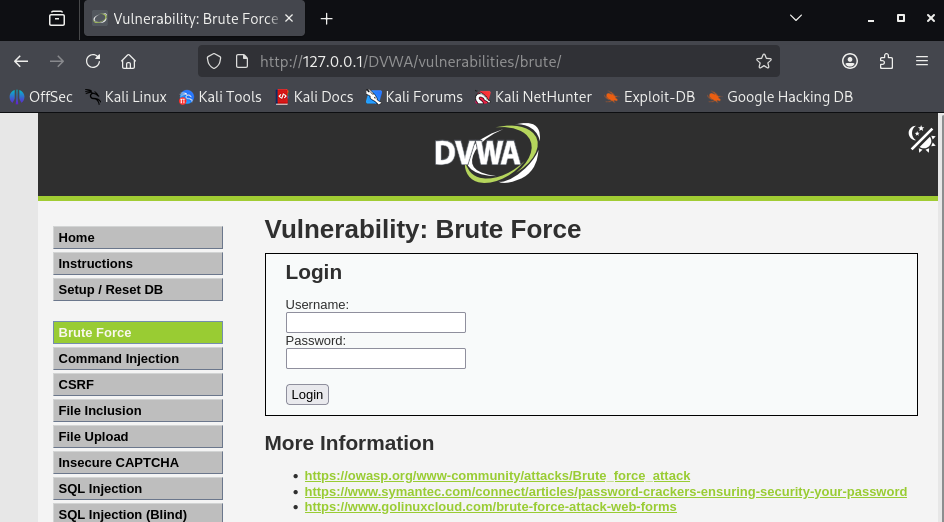 Vulnerability: Brute Force
http://127.0.0.1/DVWA/vulnerabilities/brute/
OffSec Kali Linux Kali Tools Kali Docs Kali Forums Kali NetHunter Exploit-DB Google Hacking DB
DVWA
Home
Instructions
Setup / Reset DB
Brute Force
Command Injection
CSRF
File Inclusion
File Upload
Insecure CAPTCHA
SQL Injection
SQL Injection (Blind)
Vulnerability: Brute Force
Login
Username:
Password:
Login
More Information
https://owasp.org/www-community/attacks/Brute_force_attack
https://www.symantec.com/connect/articles/password-crackers-ensuring-security-your-password
https://www.golinuxcloud.com/brute-force-attack-web-forms